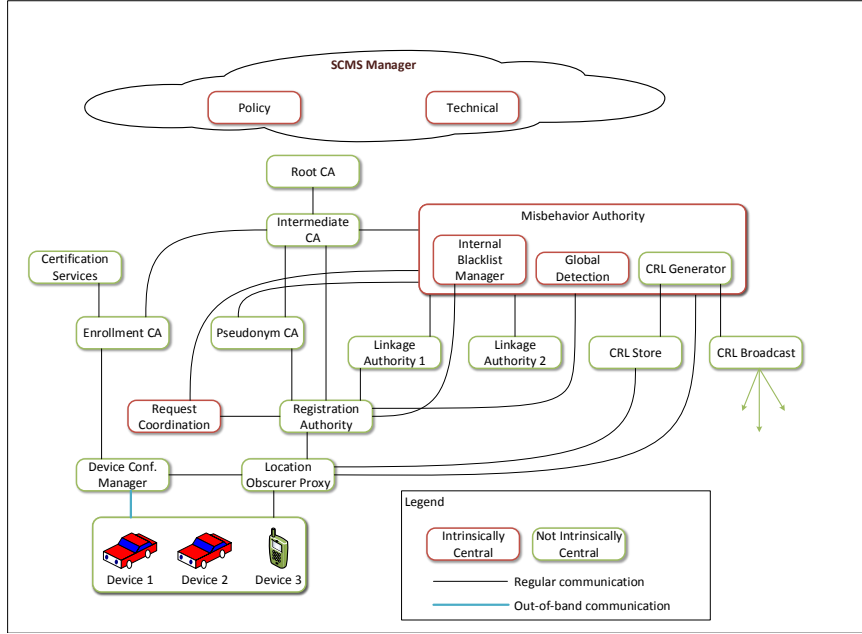 SCMS Manager
Policy
Technical
Root CA
Intermediate
CA
Misbehavior Authority
Internal
Blacklist
Manager
Global
Detection
CRL Generator
Certification
Services
Enrollment CA
Pseudonym CA
Linkage
Authority 1
Linkage
Authority 2
CRL Store
CRL Broadcast
Request
Coordination
Registration
Authority
Device Conf.
Manager
Location
Obscurer Proxy
Device 1
Device 2
Device 3
Legend
Intrinsically
Central
Not Intrinsically
Central
Regular communication
Out-of-band communication